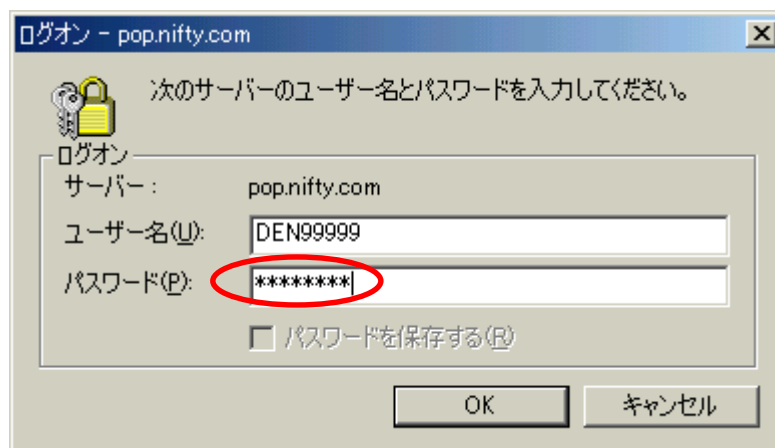 ログオン - pop.nifty.com
次のサーバーのユーザー名とパスワードを入力してください。
ログオン
サーバー : pop.nifty.com
ユーザー名(U): DEN99999
パスワード(P): ********
パスワードを保存する(R)
OK キャンセル